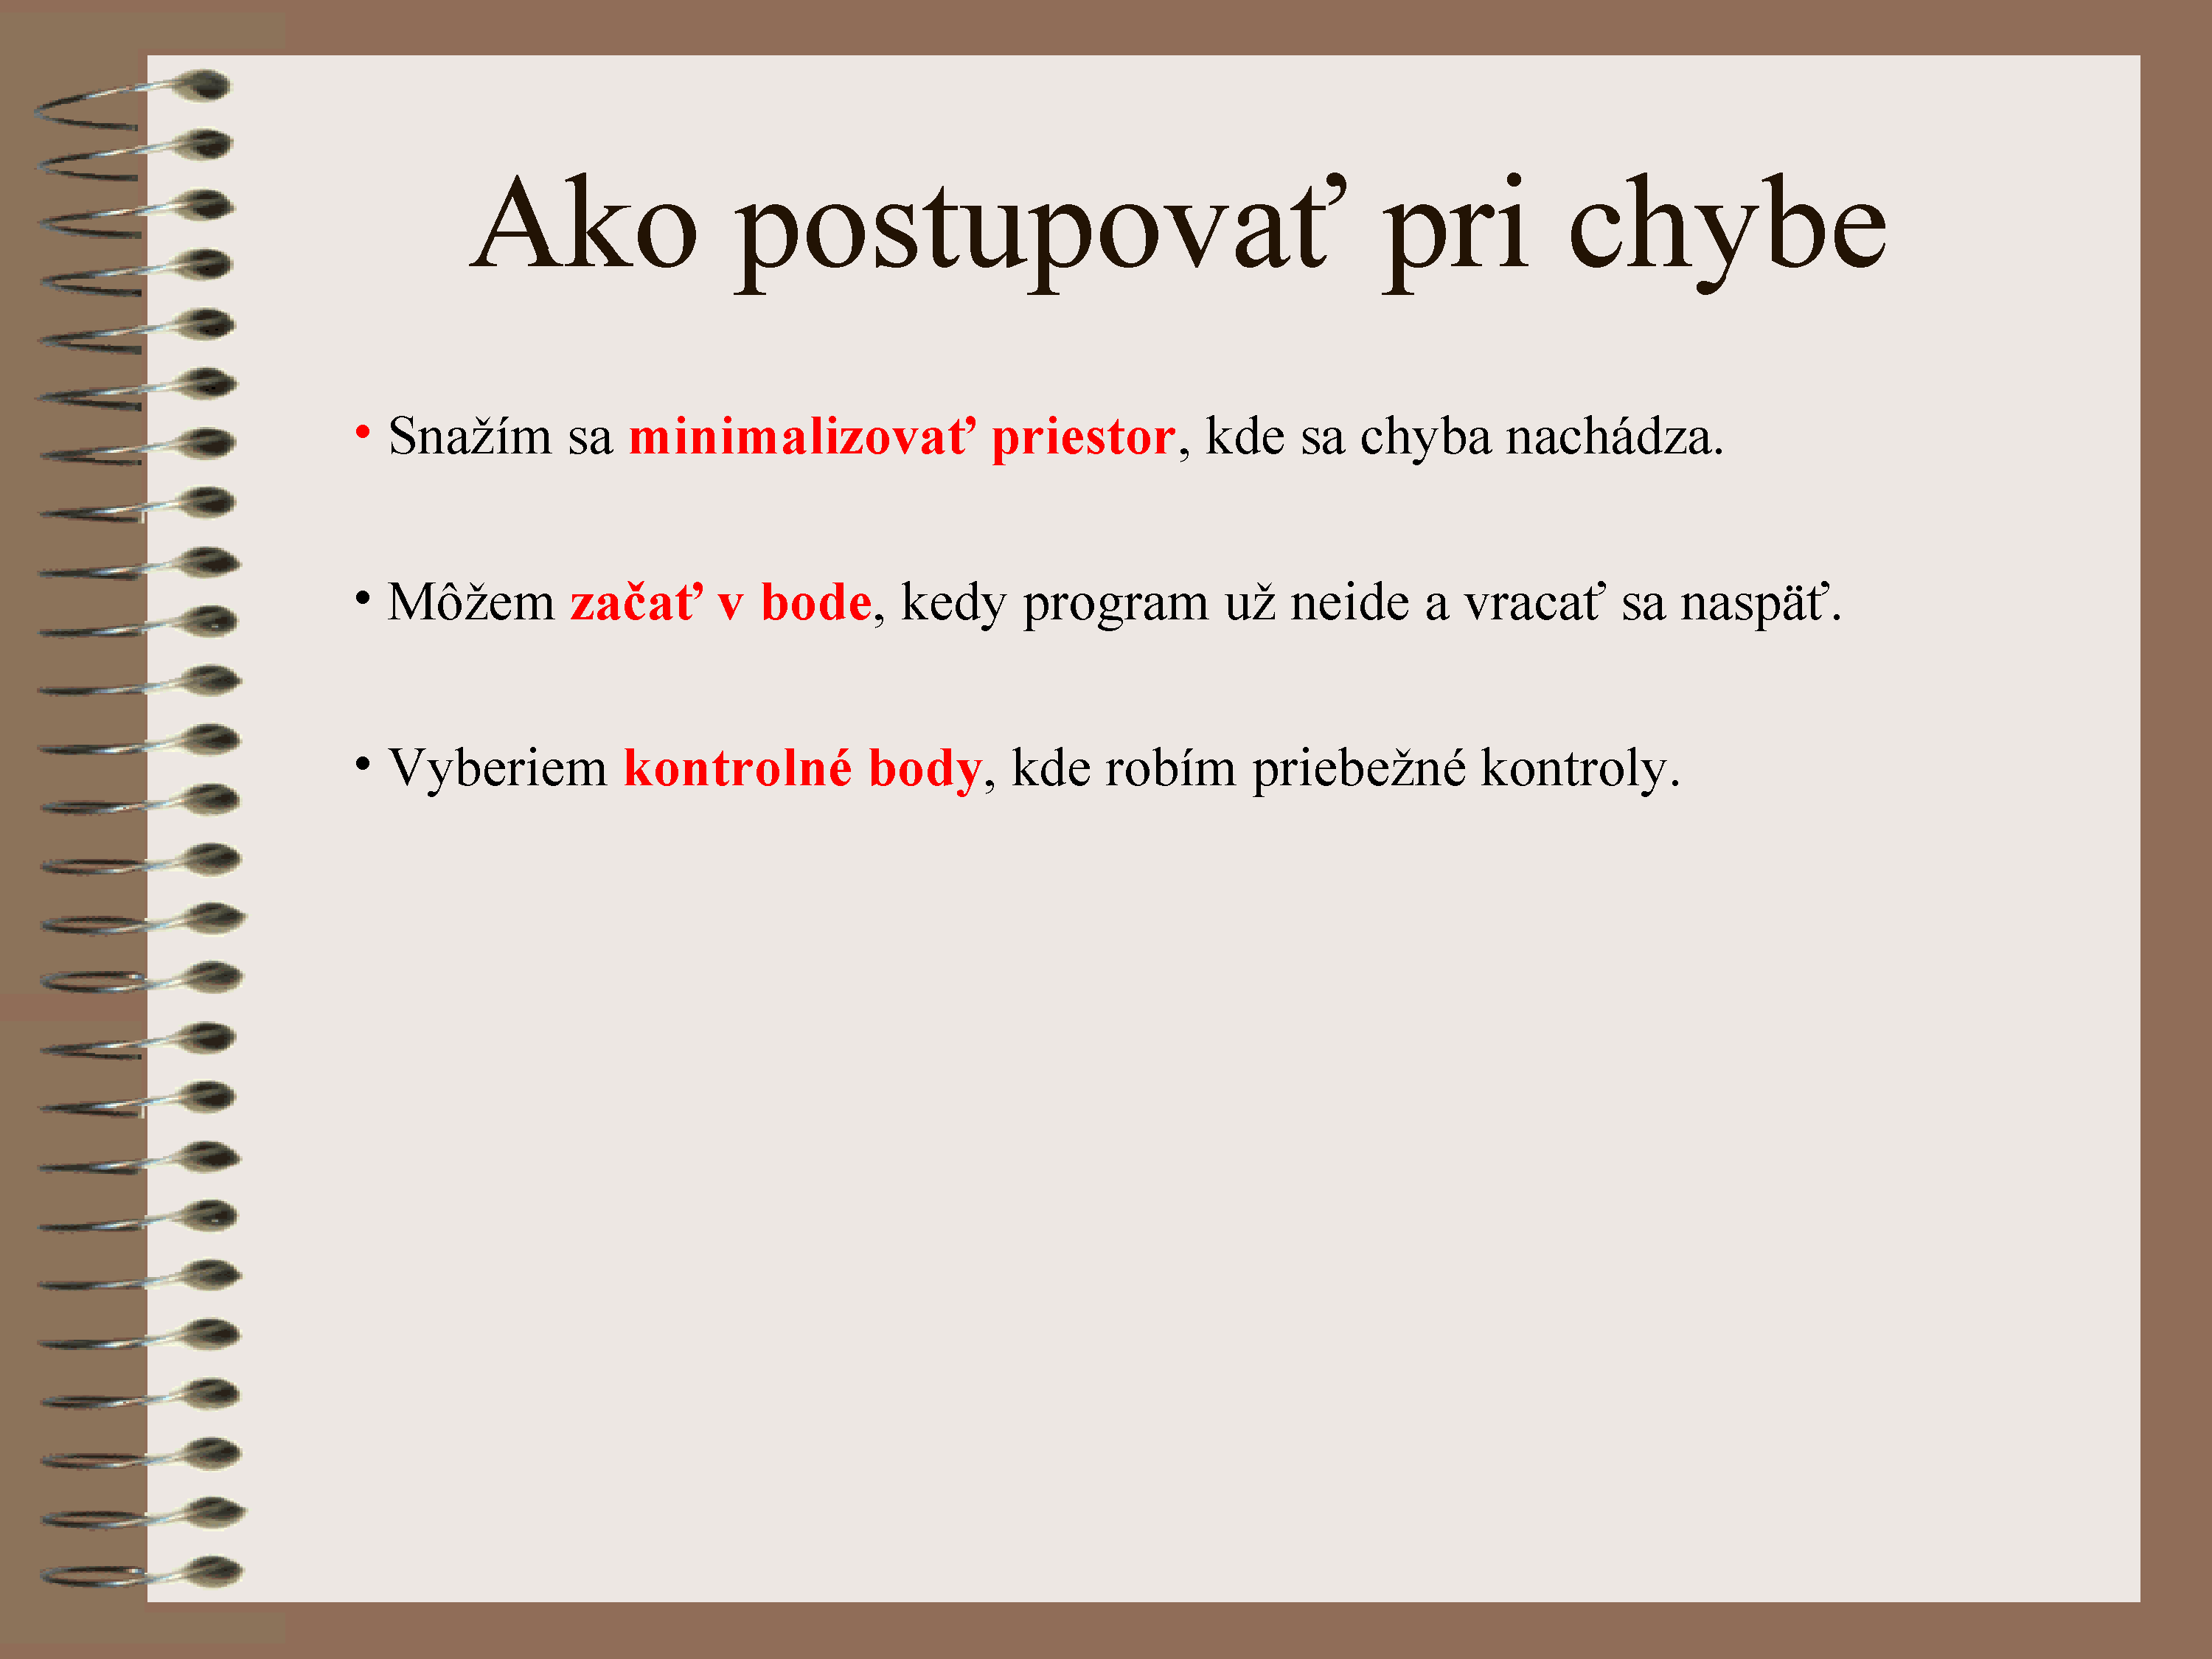 Ako postupovať pri chybe
• Snažím sa minimalizovať priestor, kde sa chyba nachádza.
• Môžem začať v bode, kedy program už neide a vracať sa naspäť.
• Vyberiem kontrolné body, kde robím priebežné kontroly.